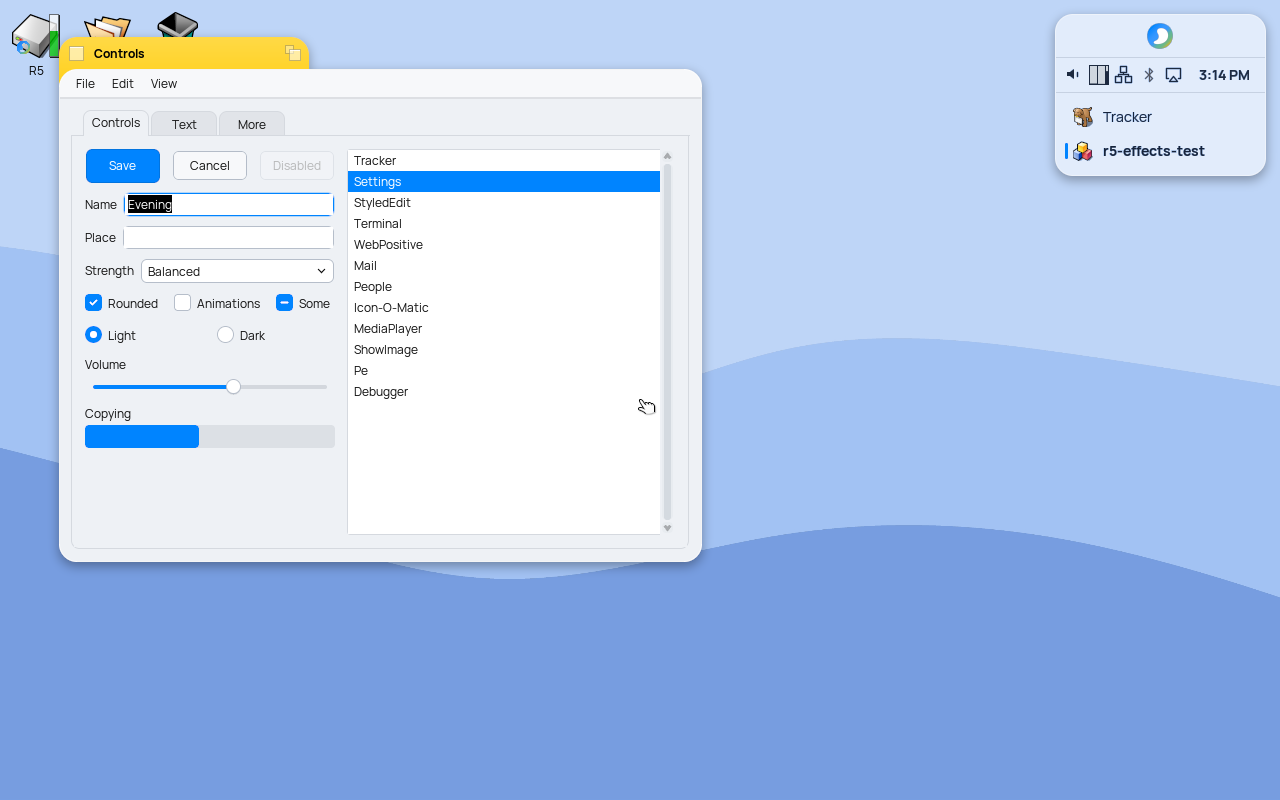 R5
Controls
File Edit View
Controls Text More
Save Cancel Disabled
Name Evening
Place
Strength Balanced
Rounded Animations Some
Light Dark
Volume
Copying
Tracker
Settings
StyledEdit
Terminal
WebPositive
Mail
People
Icon-O-Matic
MediaPlayer
ShowImage
Pe
Debugger
3:14 PM
Tracker
r5-effects-test